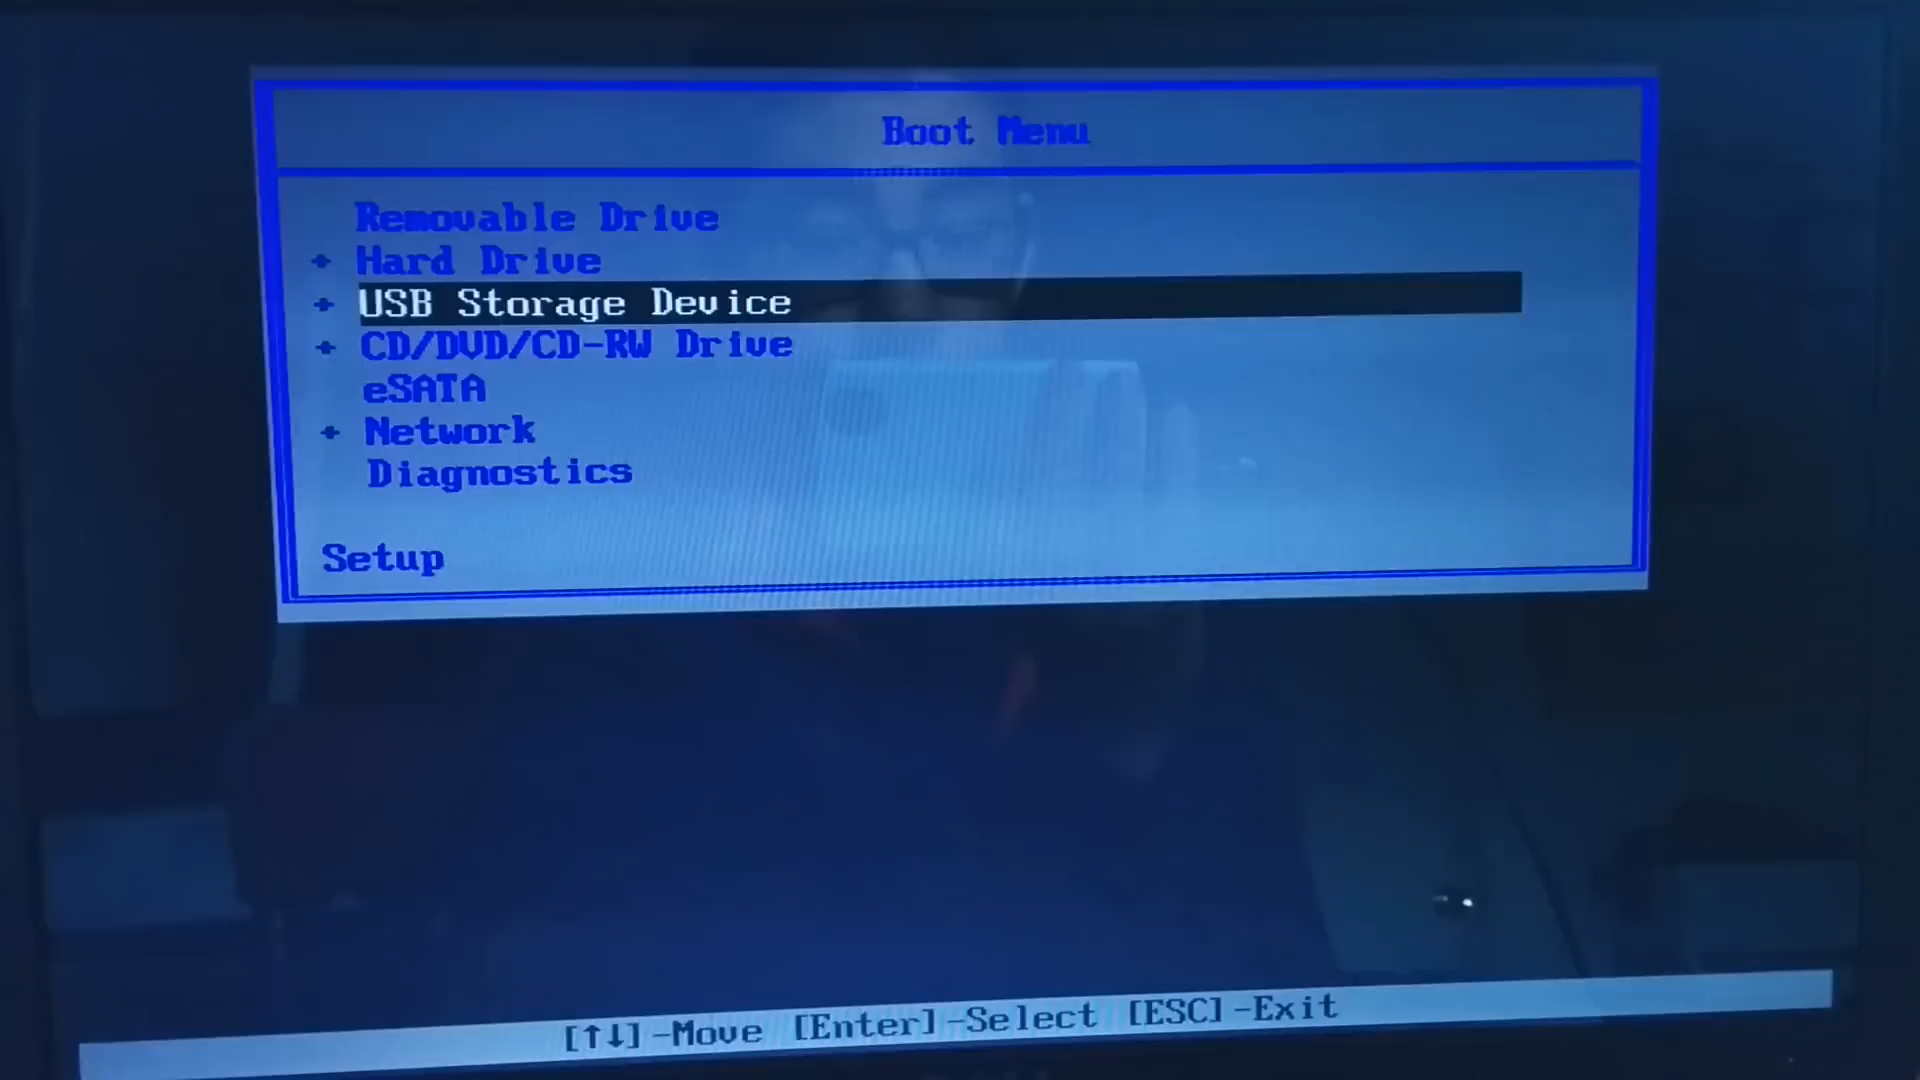 Boot Menu
Removable Drive
+ Hard Drive
+ USB Storage Device
+ CD/DVD/CD-RW Drive
eSATA
+ Network
Diagnostics
Setup
[↑↓]-Move [Enter]-Select [ESC]-Exit